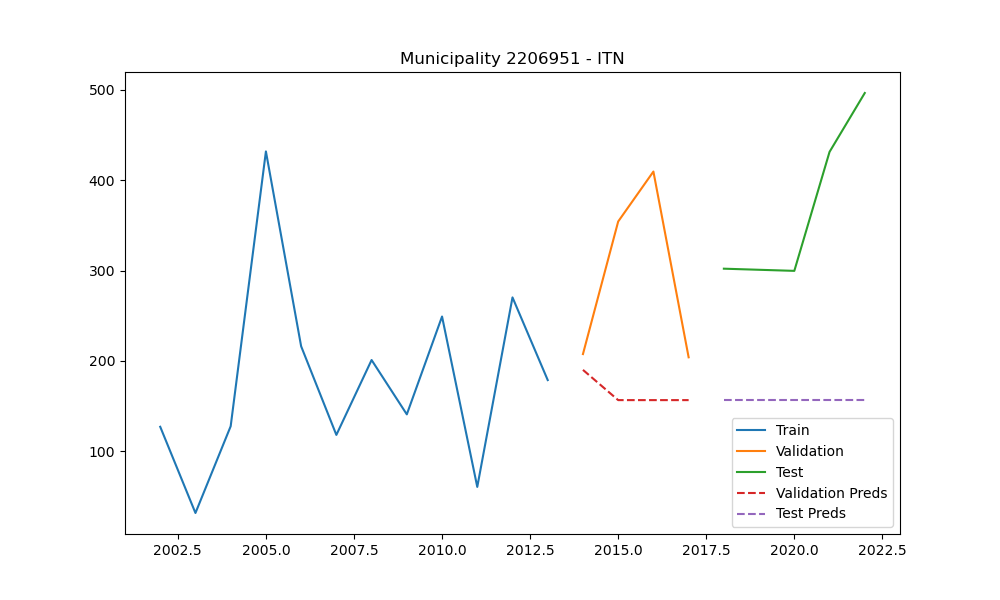 Municipality 2206951 - ITN
500
400
300
200
100
2002.5 2005.0 2007.5 2010.0 2012.5 2015.0 2017.5 2020.0 2022.5
Train
Validation
Test
Validation Preds
Test Preds